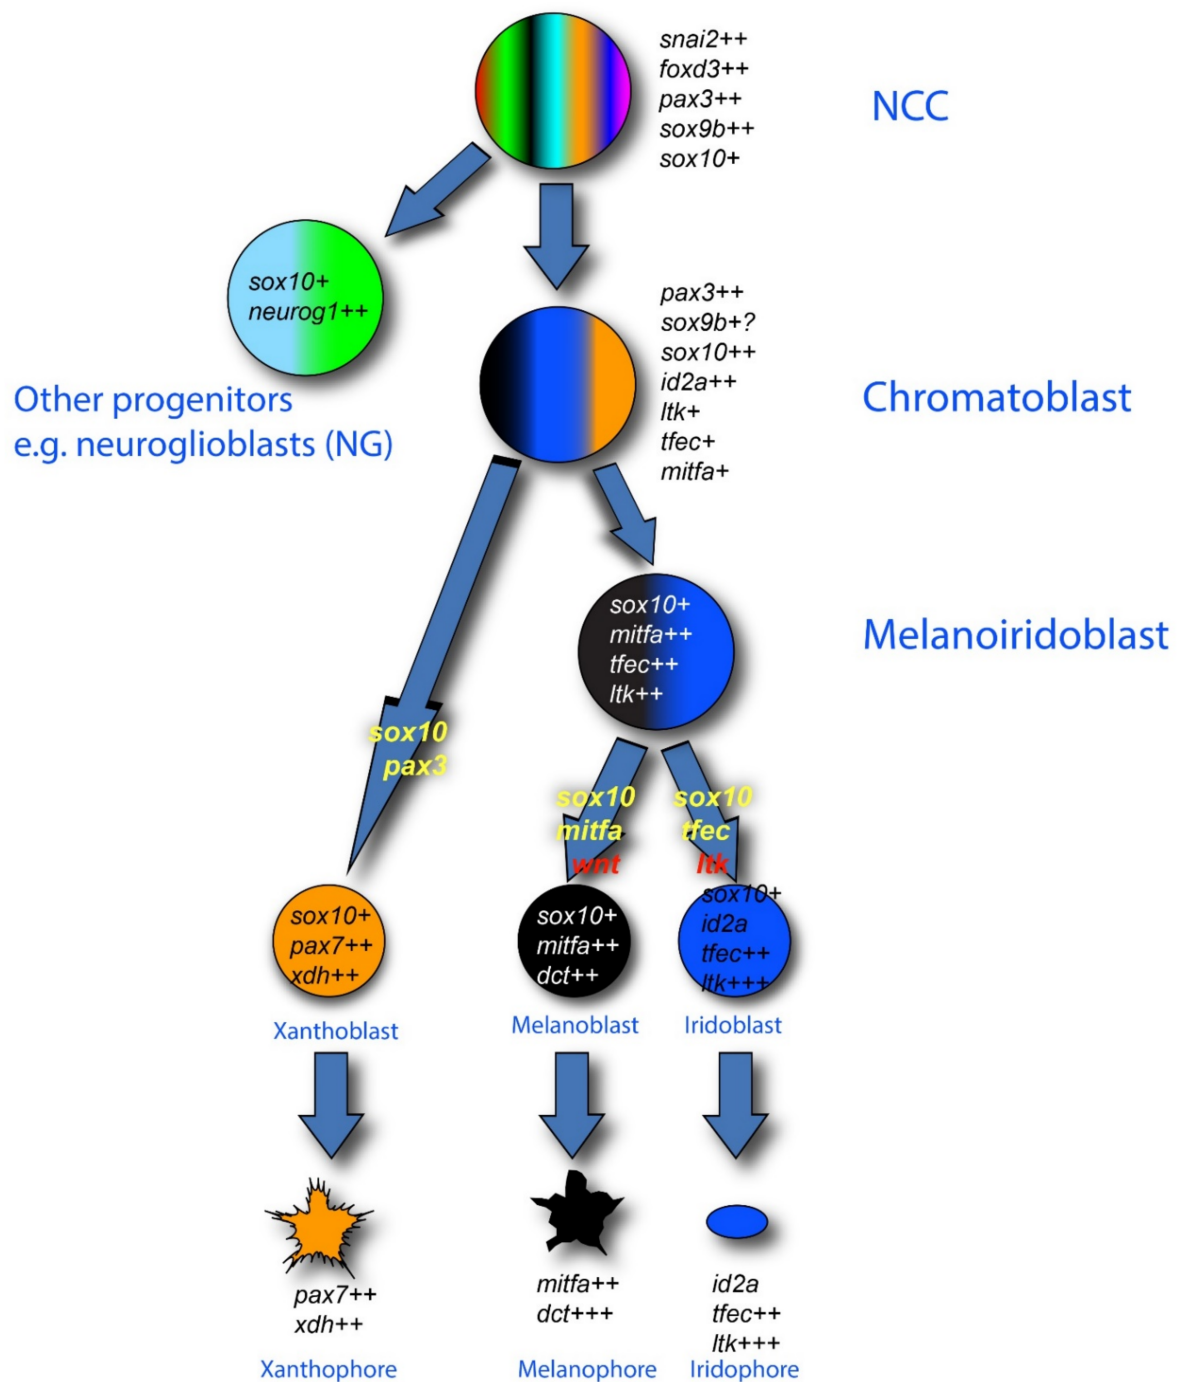 snai2++
foxd3++
pax3++
sox9b++
sox10+
NCC
sox10+
neurog1++
Other progenitors
e.g. neuroglioblasts (NG)
pax3++
sox9b+?
sox10++
id2a++
ltk+
tfec+
mitfa+
Chromatoblast
sox10+
mitfa++
tfec++
ltk++
Melanoiridoblast
sox10
pax3
sox10
mitfa
wnt
sox10
tfec
ltk
sox10+
pax7++
xdh++
Xanthoblast
sox10+
mitfa++
dct++
Melanoblast
sox10+
id2a
tfec++
ltk+++
Iridoblast
pax7++
xdh++
Xanthophore
mitfa++
dct+++
Melanophore
id2a
tfec++
ltk+++
Iridophore